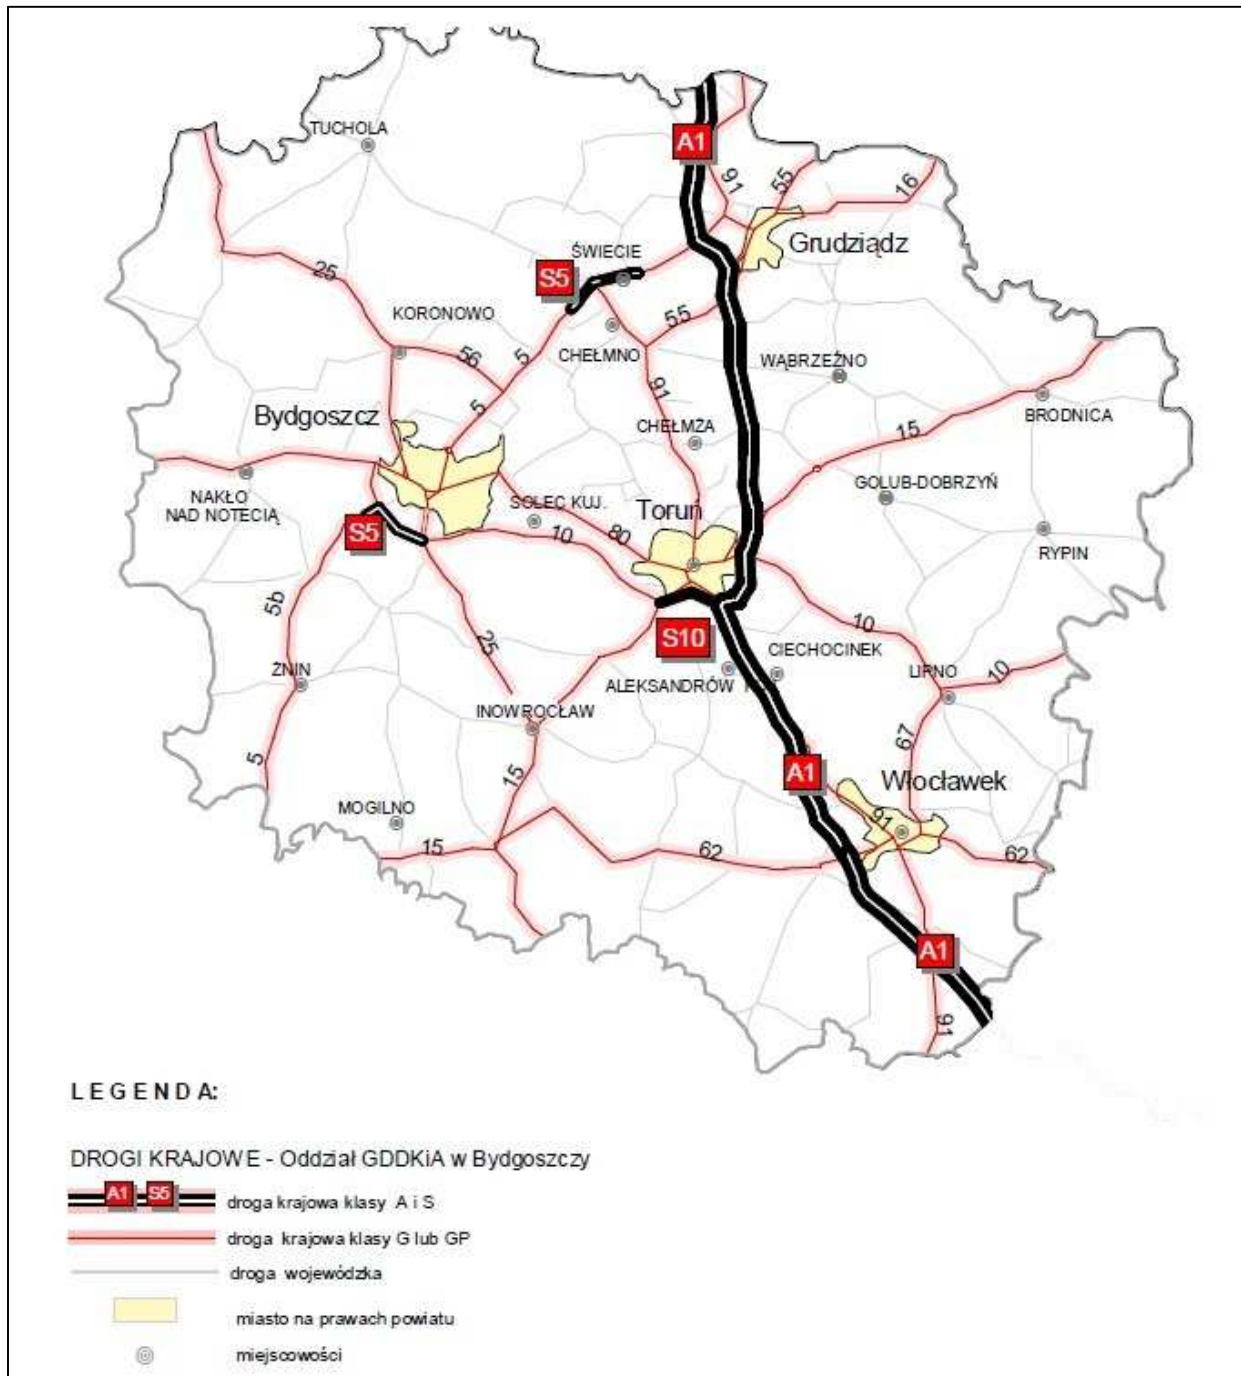 TUCHOLA
A1
91
55
16
Grudziądz
ŚWIECIE
S5
25
KORONOWO
55
56
5
CHEŁMNO
WĄBRZEŹNO
91
5
BRODNICA
Bydgoszcz
CHEŁMŻA
15
NAKŁO
NAD NOTECIĄ
SOLEC KUJ.
Toruń
GOLUB-DOBRZYŃ
S5
10
80
RYPIN
5b
25
S10
10
CIECHOCINEK
ŻNIN
ALEKSANDRÓW
LIPNO
10
INOWROCŁAW
67
5
15
A1
Włocławek
MOGILNO
91
15
62
62
A1
91
LEGENDA:
DROGI KRAJOWE - Oddział GDDKiA w Bydgoszczy
A1 S5 droga krajowa klasy A i S
droga krajowa klasy G lub GP
droga wojewódzka
miasto na prawach powiatu
miejscowości